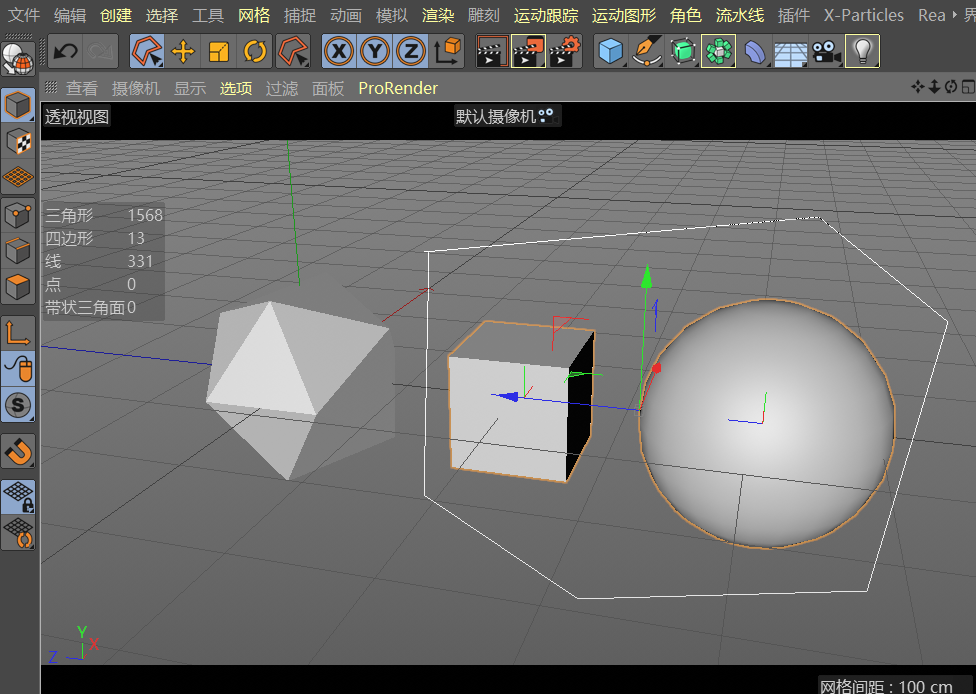 文件 编辑 创建 选择 工具 网格 捕捉 动画 模拟 渲染 雕刻 运动跟踪 运动图形 角色 流水线 插件 X-Particles Rea
X Y Z
查看 摄像机 显示 选项 过滤 面板 ProRender
透视视图 默认摄像机
三角形 1568
四边形 13
线 331
点 0
带状三角面 0
S
Y
X
Z
网格间距 : 100 cm